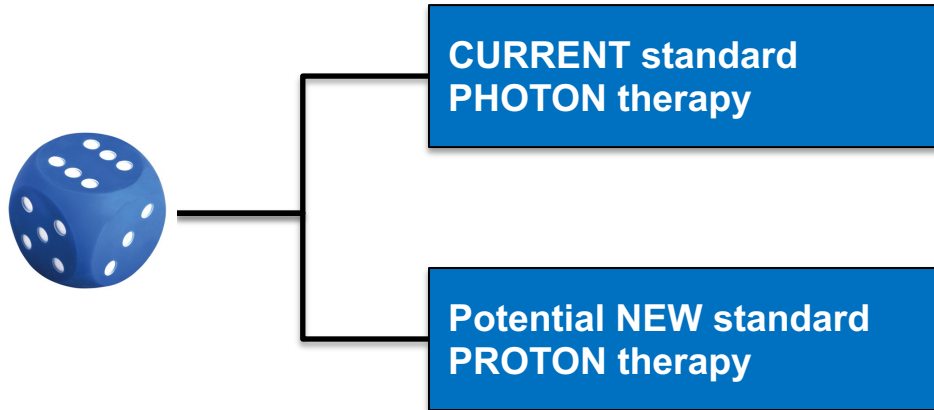 CURRENT standard
PHOTON therapy
Potential NEW standard
PROTON therapy